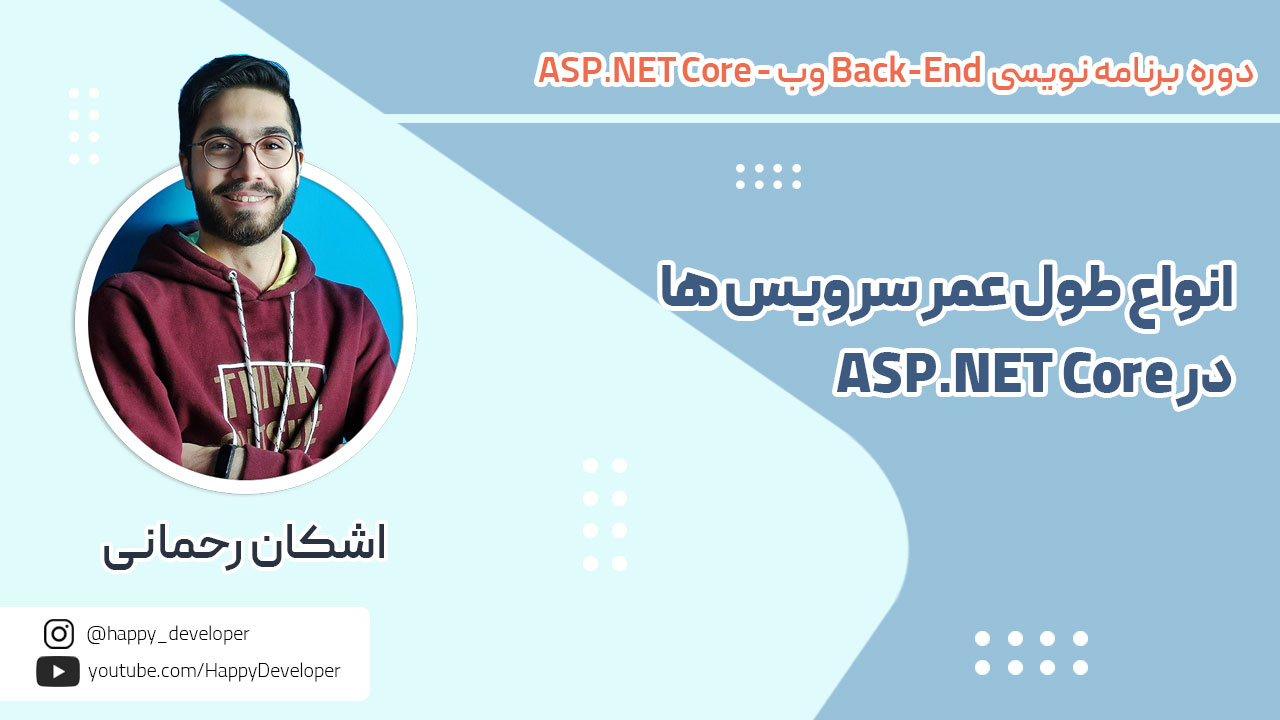 دوره برنامه نویسی Back-End وب - ASP.NET Core
انواع طول عمر سرویس ها
در ASP.NET Core
THINK
اشکان رحمانی
@happy_developer
youtube.com/HappyDeveloper